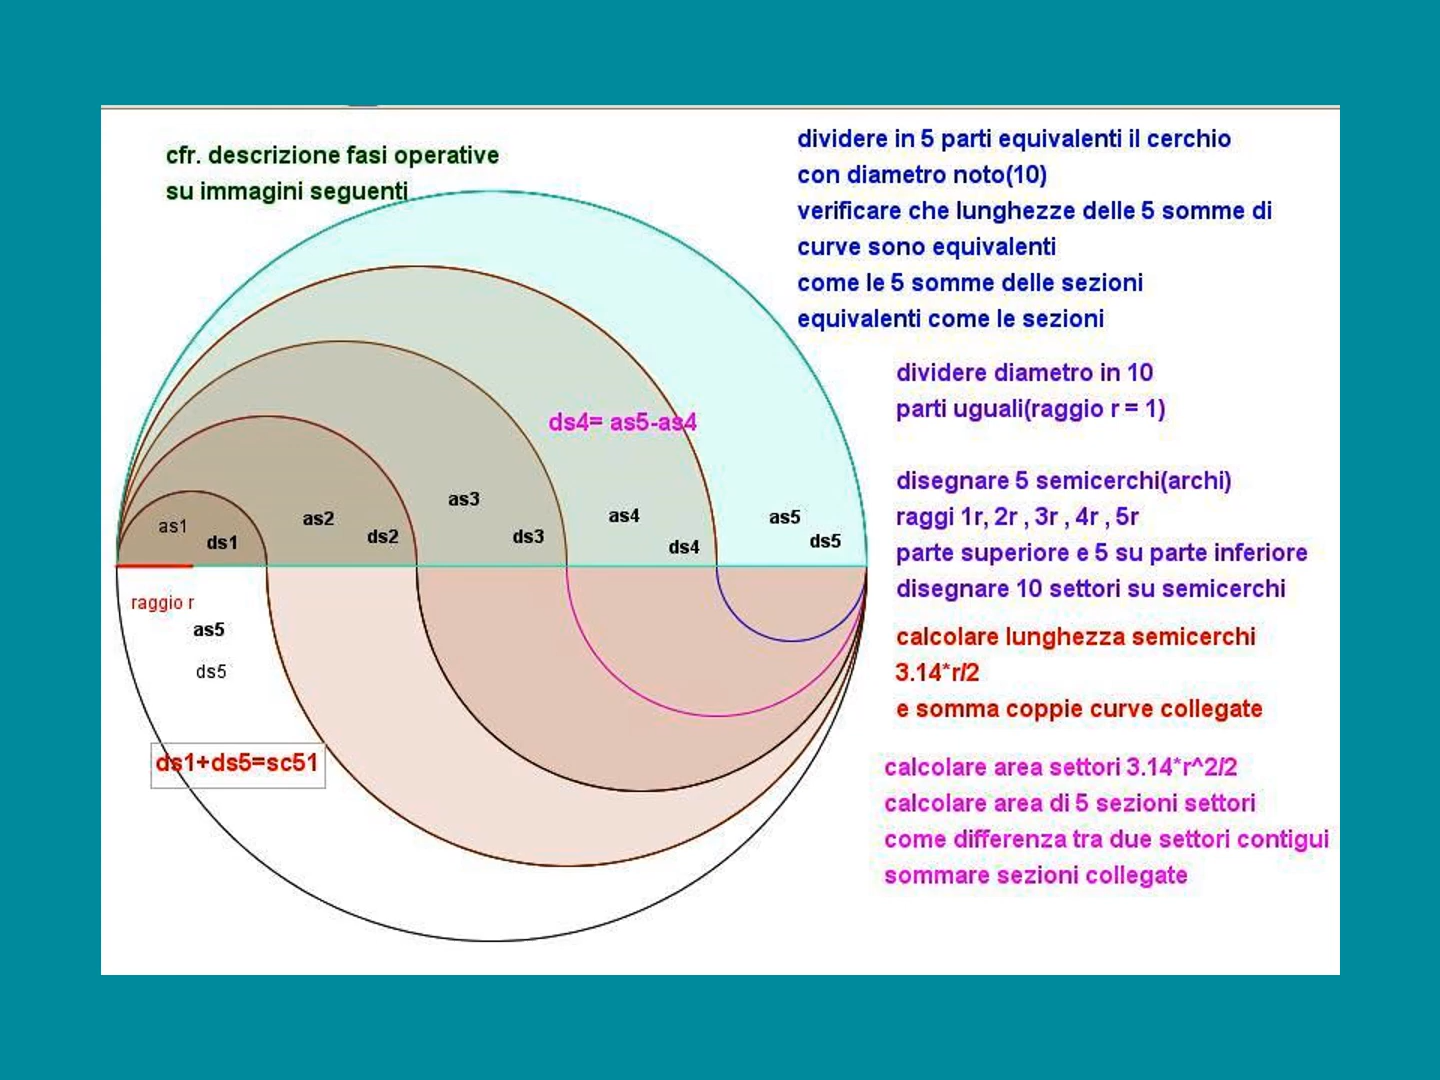 cfr. descrizione fasi operative
su immagini seguenti
dividere in 5 parti equivalenti il cerchio
con diametro noto(10)
verificare che lunghezze delle 5 somme di
curve sono equivalenti
come le 5 somme delle sezioni
equivalenti come le sezioni
dividere diametro in 10
parti uguali(raggio r = 1)
ds4= as5-as4
disegnare 5 semicerchi(archi)
raggi 1r, 2r , 3r , 4r , 5r
parte superiore e 5 su parte inferiore
disegnare 10 settori su semicerchi
as1
ds1
as2
ds2
as3
ds3
as4
ds4
as5
ds5
raggio r
as5
ds5
ds1+ds5=sc51
calcolare lunghezza semicerchi
3.14*r/2
e somma coppie curve collegate
calcolare area settori 3.14*r^2/2
calcolare area di 5 sezioni settori
come differenza tra due settori contigui
sommare sezioni collegate